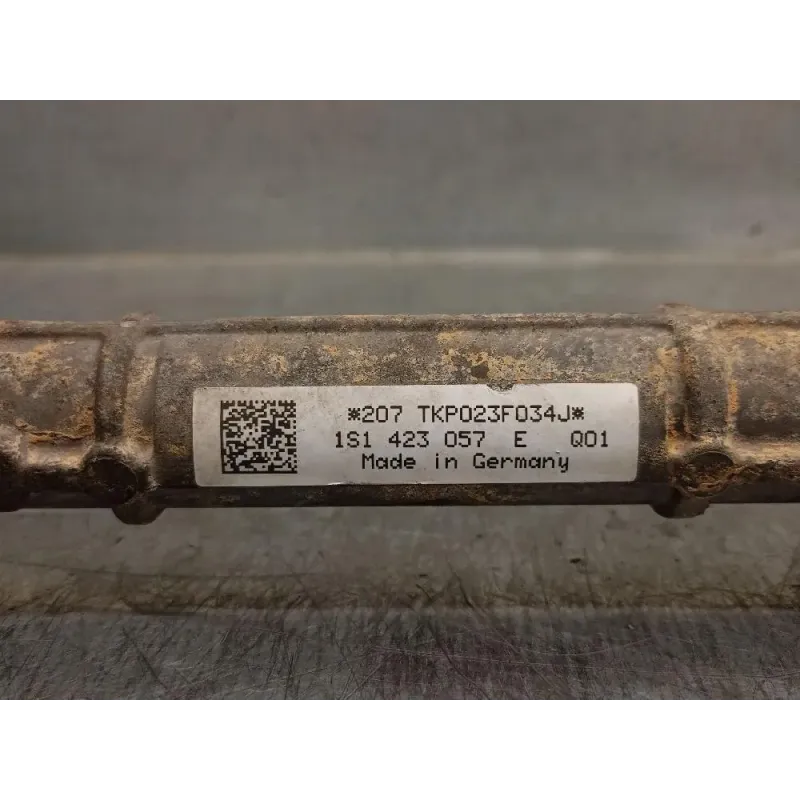 *207 TKP023F034J*
1S1 423 057 E Q01
Made in Germany